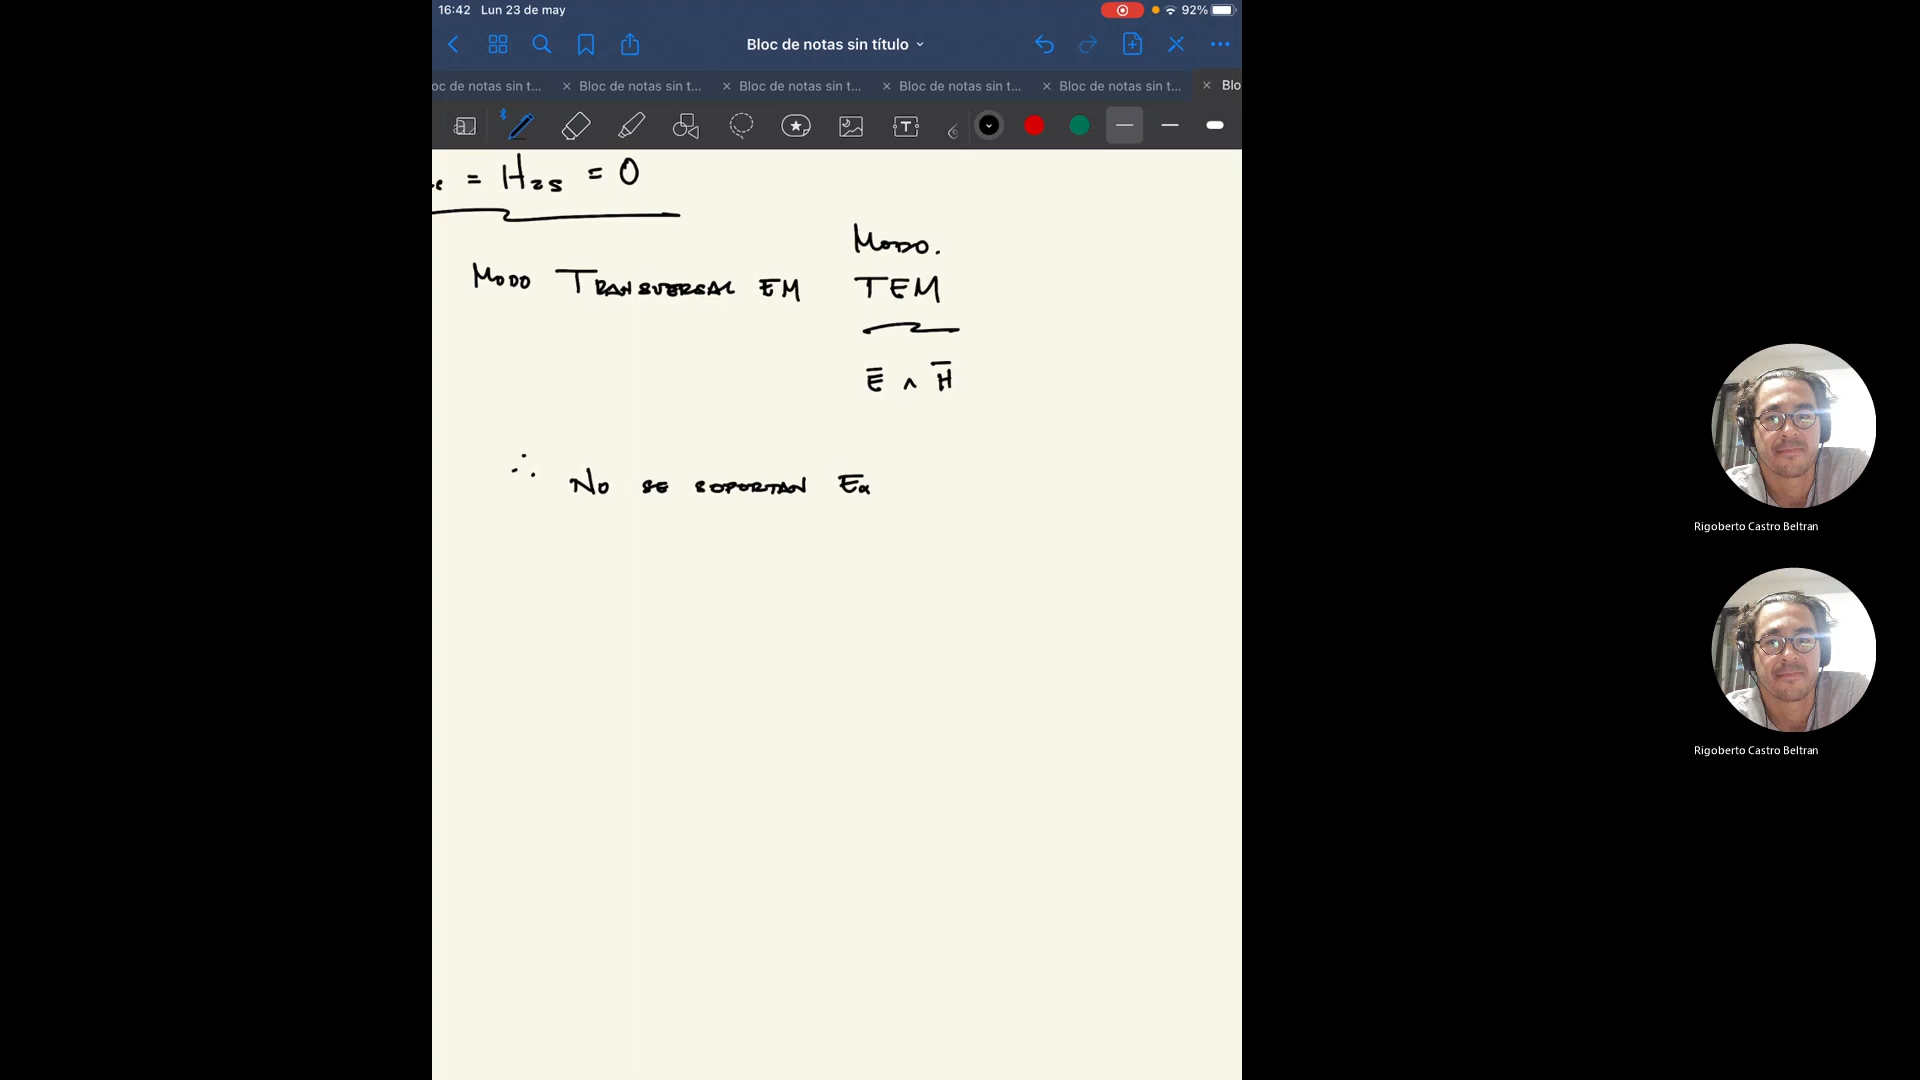 16:42 Lun 23 de may 92%
Bloc de notas sin título
oc de notas sin t... Bloc de notas sin t... Bloc de notas sin t... Bloc de notas sin t... Bloc de notas sin t... Blo
= H₂s = 0
MODO.
MODO TRANSVERSAL EM TEM
E̅ ∧ H̅
∴ NO SE SOPORTAN Eα
Rigoberto Castro Beltran
Rigoberto Castro Beltran